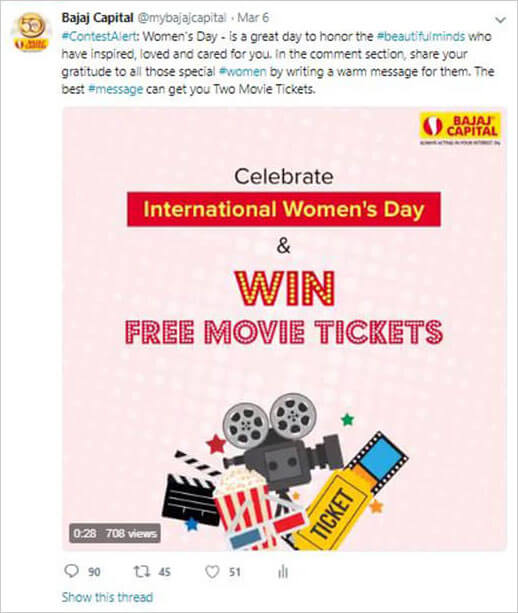 Bajaj Capital @mybajajcapital · Mar 6
#ContestAlert: Women's Day - is a great day to honor the #beautifulminds who
have inspired, loved and cared for you. In the comment section, share your
gratitude to all those special #women by writing a warm message for them. The
best #message can get you Two Movie Tickets.
BAJAJ
CAPITAL
Celebrate
International Women's Day
&
WIN
FREE MOVIE TICKETS
TICKET
0:28 708 views
90 45 51
Show this thread